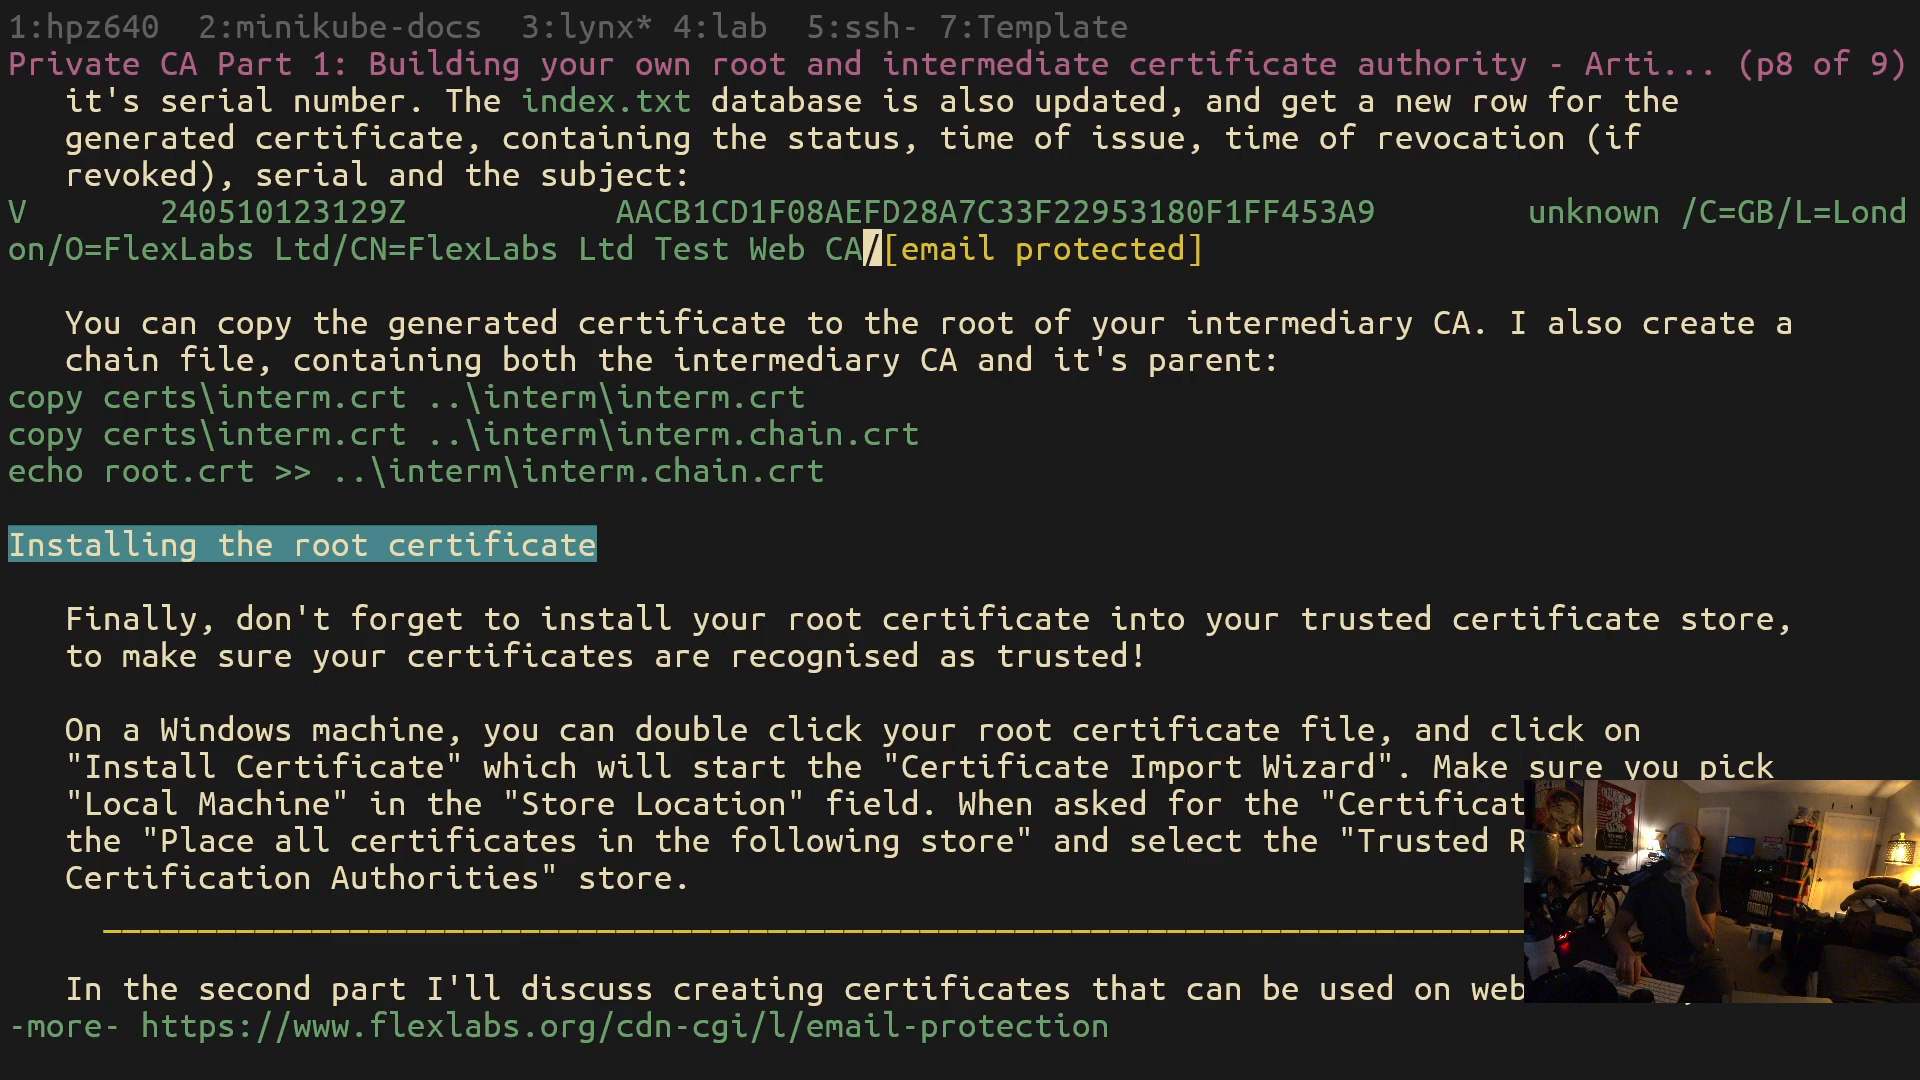 1:hpz640  2:minikube-docs  3:lynx* 4:lab  5:ssh- 7:Template
Private CA Part 1: Building your own root and intermediate certificate authority - Arti... (p8 of 9)
it's serial number. The index.txt database is also updated, and get a new row for the
generated certificate, containing the status, time of issue, time of revocation (if
revoked), serial and the subject:
V       240510123129Z           AACB1CD1F08AEFD28A7C33F22953180F1FF453A9        unknown /C=GB/L=Lond
on/O=FlexLabs Ltd/CN=FlexLabs Ltd Test Web CA/[email protected]
You can copy the generated certificate to the root of your intermediary CA. I also create a
chain file, containing both the intermediary CA and it's parent:
copy certs\interm.crt ..\interm\interm.crt
copy certs\interm.crt ..\interm\interm.chain.crt
echo root.crt >> ..\interm\interm.chain.crt
Installing the root certificate
Finally, don't forget to install your root certificate into your trusted certificate store,
to make sure your certificates are recognised as trusted!
On a Windows machine, you can double click your root certificate file, and click on
"Install Certificate" which will start the "Certificate Import Wizard". Make sure you pick
"Local Machine" in the "Store Location" field. When asked for the "Certificat
the "Place all certificates in the following store" and select the "Trusted R
Certification Authorities" store.
In the second part I'll discuss creating certificates that can be used on web
-more- https://www.flexlabs.org/cdn-cgi/l/email-protection